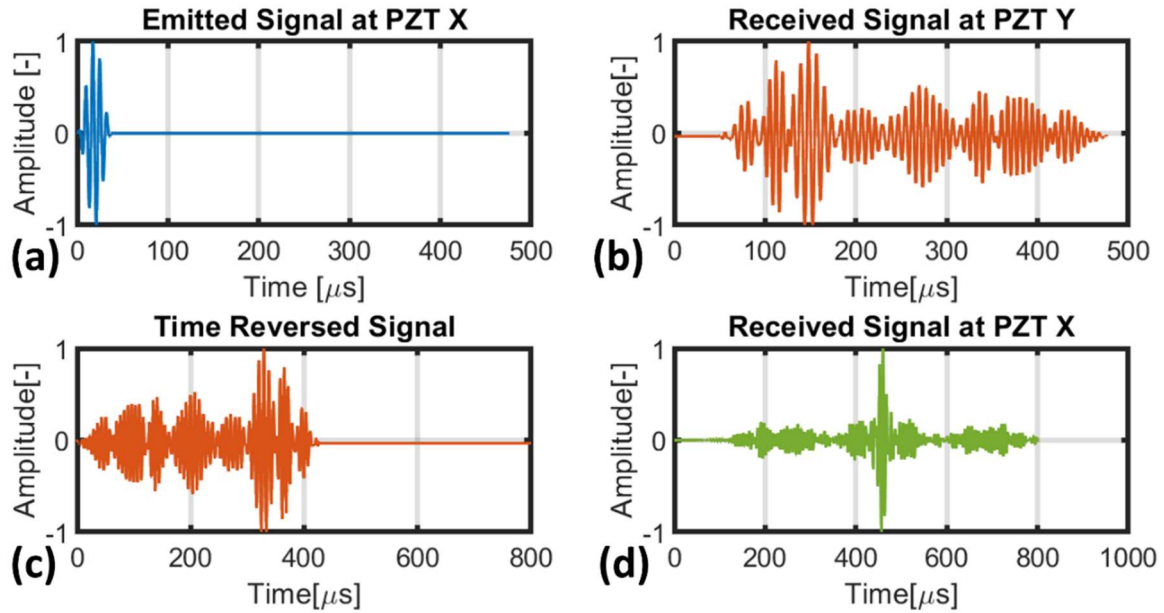 Emitted Signal at PZT X
Amplitude [-]
1
0
-1
0 100 200 300 400 500
Time [μs]
(a)
Received Signal at PZT Y
Amplitude[-]
1
0
-1
0 100 200 300 400 500
Time[μs]
(b)
Time Reversed Signal
Amplitude[-]
1
0
-1
0 200 400 600 800
Time[μs]
(c)
Received Signal at PZT X
Amplitude[-]
1
0
-1
0 200 400 600 800 1000
Time[μs]
(d)